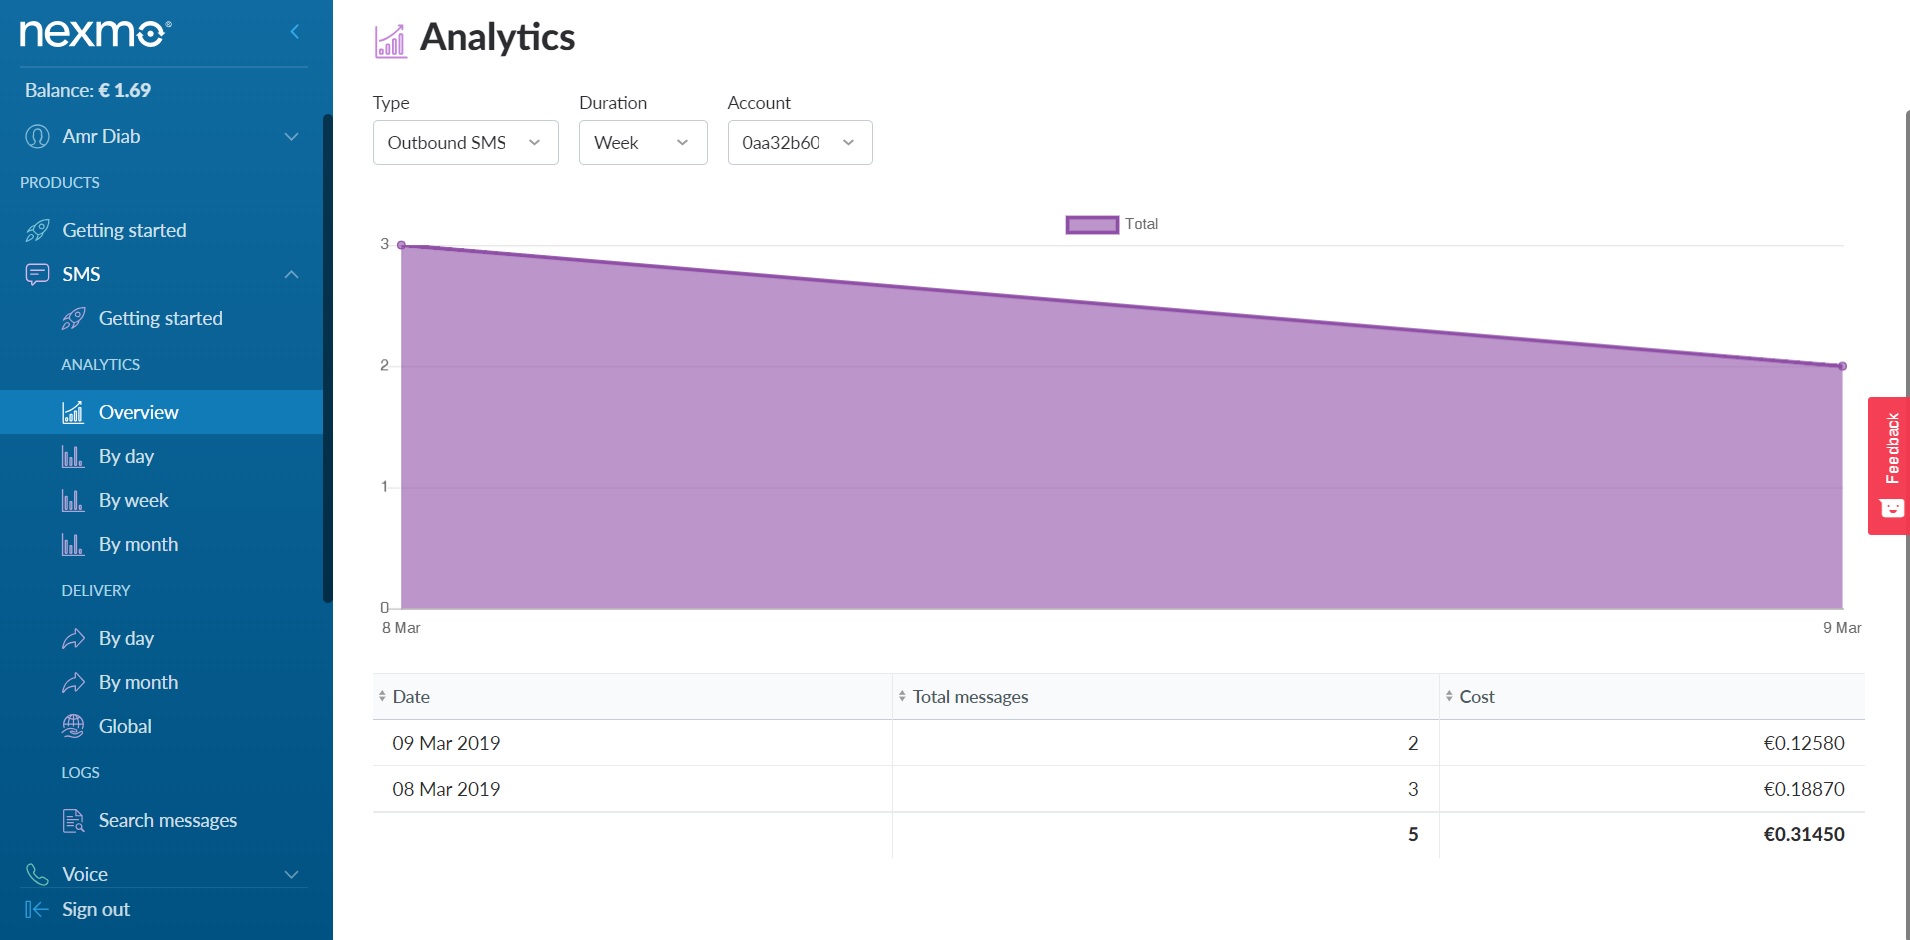 nexmo
Balance: € 1.69
Amr Diab
PRODUCTS
Getting started
SMS
Getting started
ANALYTICS
Overview
By day
By week
By month
DELIVERY
By day
By month
Global
LOGS
Search messages
Voice
Sign out
Analytics
Type Duration Account
Outbound SMS Week 0aa32b60
Total
3
2
1
0
8 Mar 9 Mar
Date Total messages Cost
09 Mar 2019 2 €0.12580
08 Mar 2019 3 €0.18870
5 €0.31450
Feedback